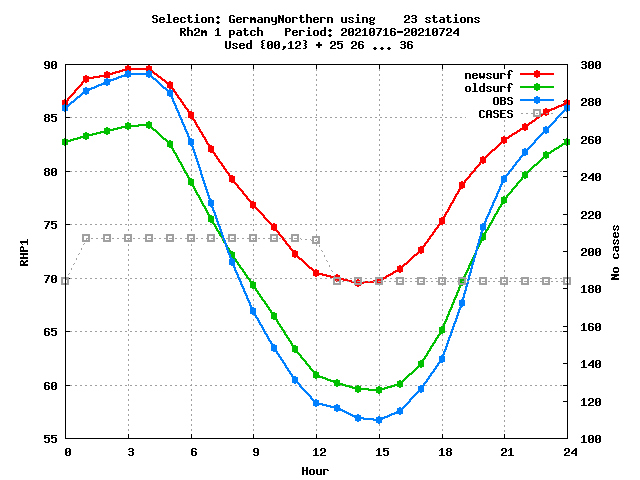 Selection: GermanyNorthern using    23 stations
Rh2m 1 patch   Period: 20210716-20210724
Used {00,12} + 25 26 ... 36
90
85
80
75
70
65
60
55
RHP1
newsurf
oldsurf
OBS
CASES
300
280
260
240
220
200
180
160
140
120
100
No cases
0 3 6 9 12 15 18 21 24
Hour